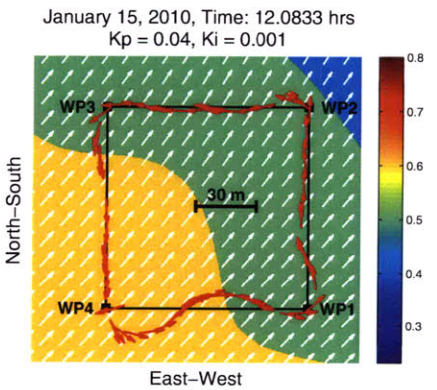 January 15, 2010, Time: 12.0833 hrs
Kp = 0.04, Ki = 0.001
0.8
WP3
WP2
0.7
0.6
30 m
0.5
North−South
0.4
WP4
WP1
0.3
East−West